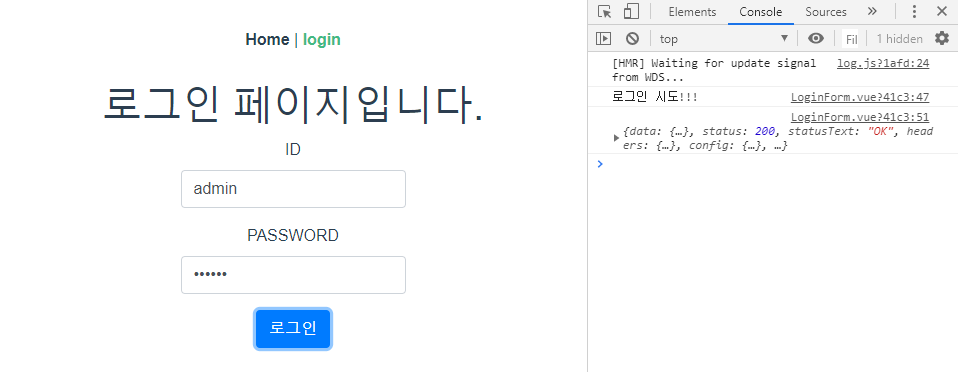 Home | login
로그인 페이지입니다.
ID
admin
PASSWORD
••••••
로그인
Elements Console Sources »
top ▼ Fil 1 hidden
[HMR] Waiting for update signal log.js?1afd:24
from WDS...
로그인 시도!!! LoginForm.vue?41c3:47
LoginForm.vue?41c3:51
▶ {data: {…}, status: 200, statusText: "OK", head
ers: {…}, config: {…}, …}
>